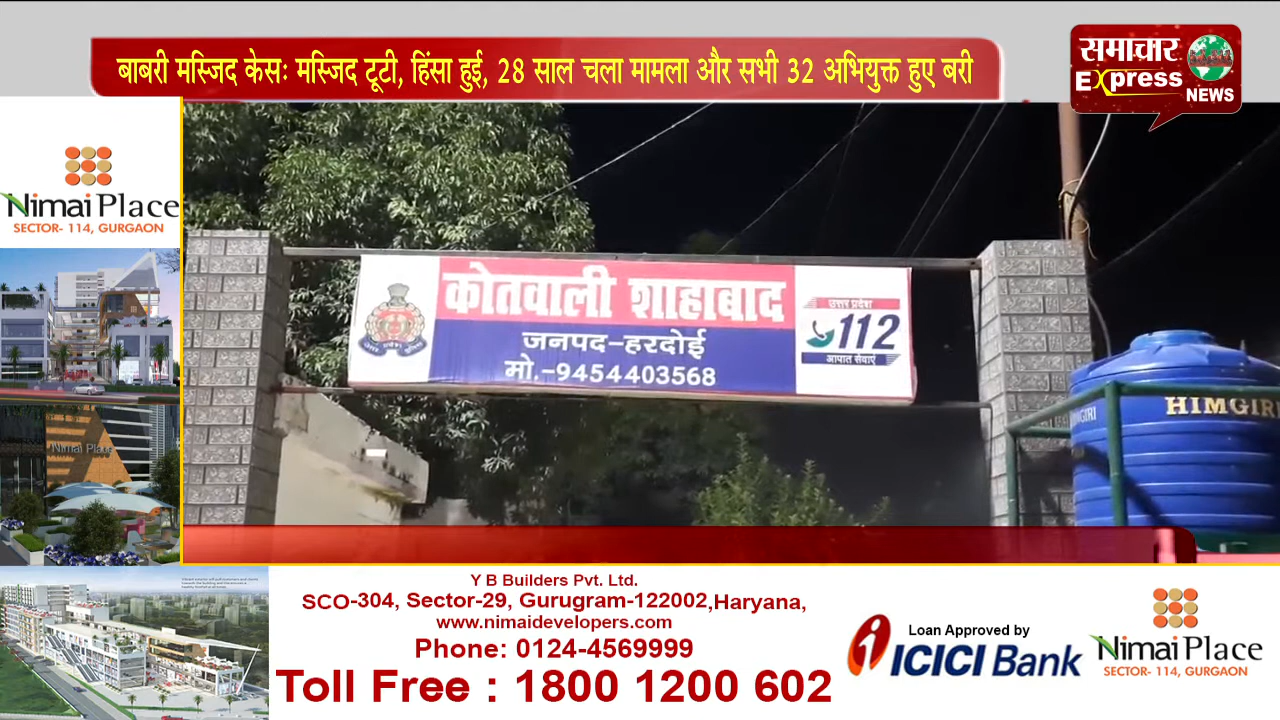 बाबरी मस्जिद केसः मस्जिद टूटी, हिंसा हुई, 28 साल चला मामला और सभी 32 अभियुक्त हुए बरी
समाचार
Express
NEWS
Nimai Place
SECTOR- 114, GURGAON
कोतवाली शाहाबाद
जनपद-हरदोई
मो.-9454403568
उत्तर प्रदेश
112
आपात सेवाएं
HIMGIRI
Nimai Place
Y B Builders Pvt. Ltd.
SCO-304, Sector-29, Gurugram-122002,Haryana,
www.nimaidevelopers.com
Phone: 0124-4569999
Toll Free : 1800 1200 602
Loan Approved by
ICICI Bank
Nimai Place
SECTOR- 114, GURGAON